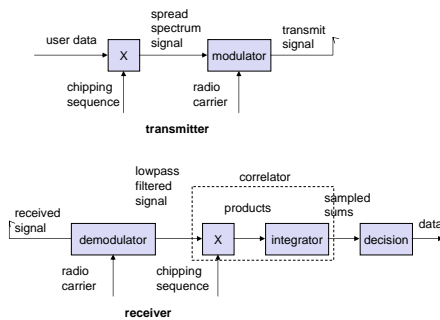 spread
spectrum
signal
transmit
signal
user data
X
modulator
chipping
sequence
radio
carrier
transmitter
lowpass
filtered
signal
correlator
received
signal
products
sampled
sums
data
demodulator
X
integrator
decision
radio
carrier
chipping
sequence
receiver